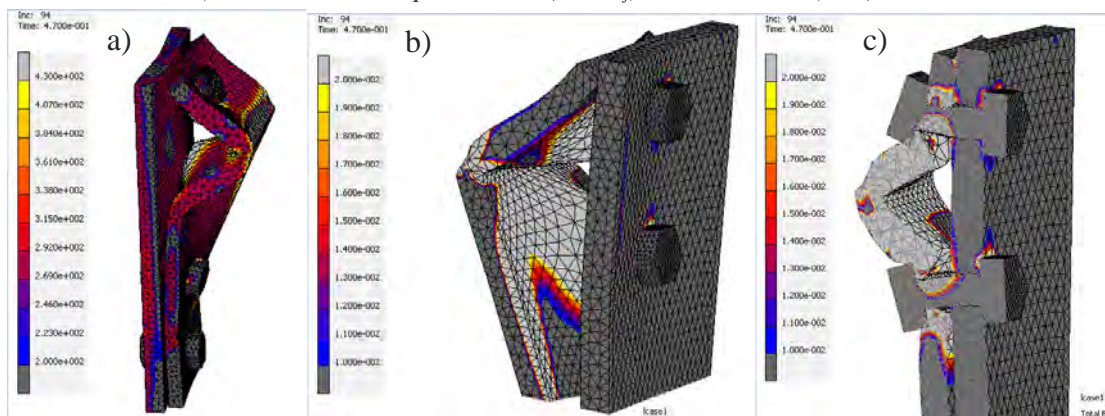 Inc: 94
Time: 4.700e-001
a)
4.300e+002
4.070e+002
3.840e+002
3.610e+002
3.380e+002
3.150e+002
2.920e+002
2.690e+002
2.460e+002
2.230e+002
2.000e+002
Inc: 94
Time: 4.700e-001
b)
2.000e-002
1.900e-002
1.800e-002
1.700e-002
1.600e-002
1.500e-002
1.400e-002
1.300e-002
1.200e-002
1.100e-002
1.000e-002
lcase1
Inc: 94
Time: 4.700e-001
c)
2.000e-002
1.900e-002
1.800e-002
1.700e-002
1.600e-002
1.500e-002
1.400e-002
1.300e-002
1.200e-002
1.100e-002
1.000e-002
lcase1